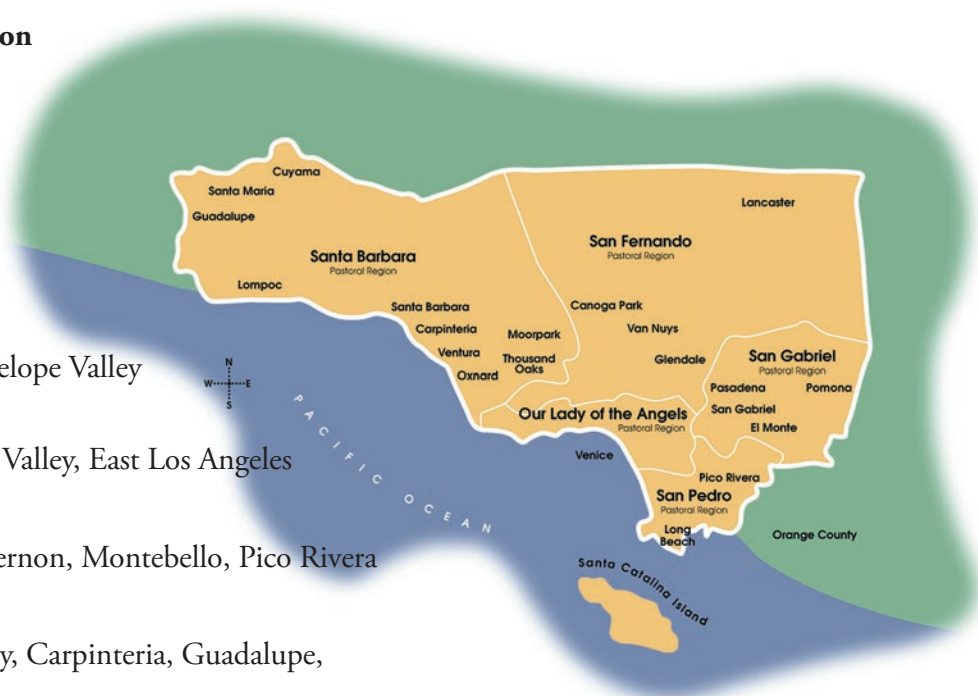 on
elope Valley
Valley, East Los Angeles
ernon, Montebello, Pico Rivera
y, Carpinteria, Guadalupe,
Cuyama
Santa Maria
Guadalupe
Lompoc
Santa Barbara
Pastoral Region
Santa Barbara
Carpinteria
Ventura
Oxnard
Moorpark
Thousand
Oaks
San Fernando
Pastoral Region
Lancaster
Canoga Park
Van Nuys
Glendale
San Gabriel
Pastoral Region
Pasadena
Pomona
San Gabriel
El Monte
Our Lady of the Angels
Pastoral Region
Venice
Pico Rivera
San Pedro
Pastoral Region
Long
Beach
Orange County
Santa Catalina Island
PACIFIC OCEAN
N
W E
S